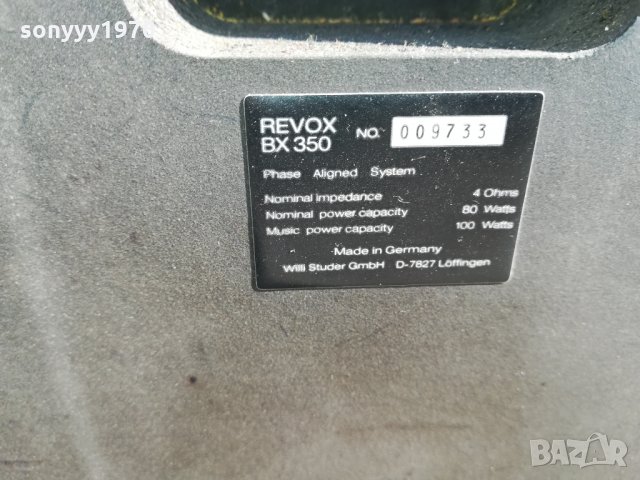 sonyyy1976
REVOX
BX 350
NO. 009733
Phase Aligned System
Nominal impedance 4 Ohms
Nominal power capacity 80 Watts
Music power capacity 100 Watts
Made in Germany
Willi Studer GmbH D-7827 Löffingen
BAZAR